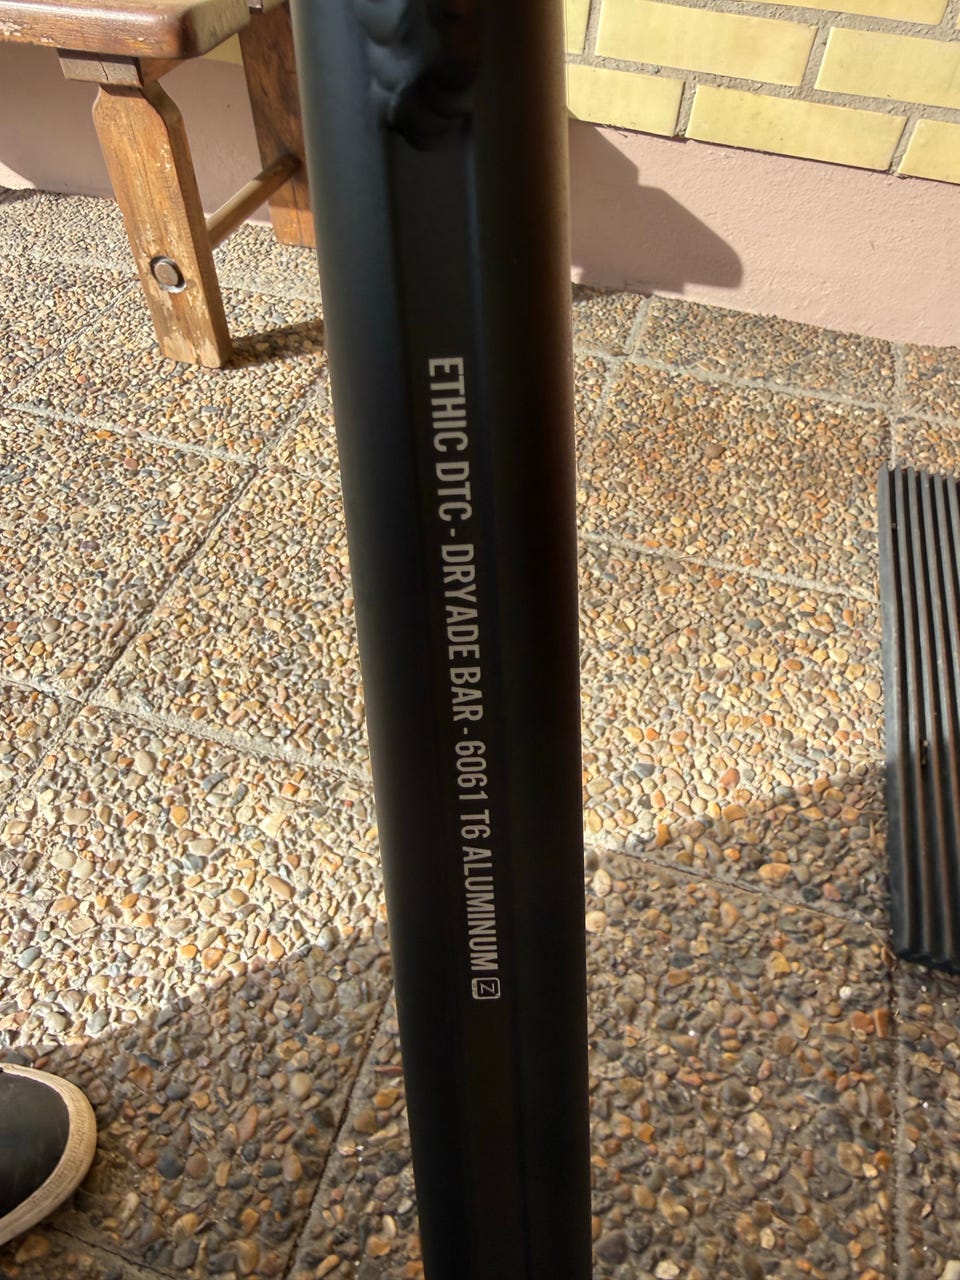 ETHIC DTC - DRYADE BAR - 6061 T6 ALUMINUM Z